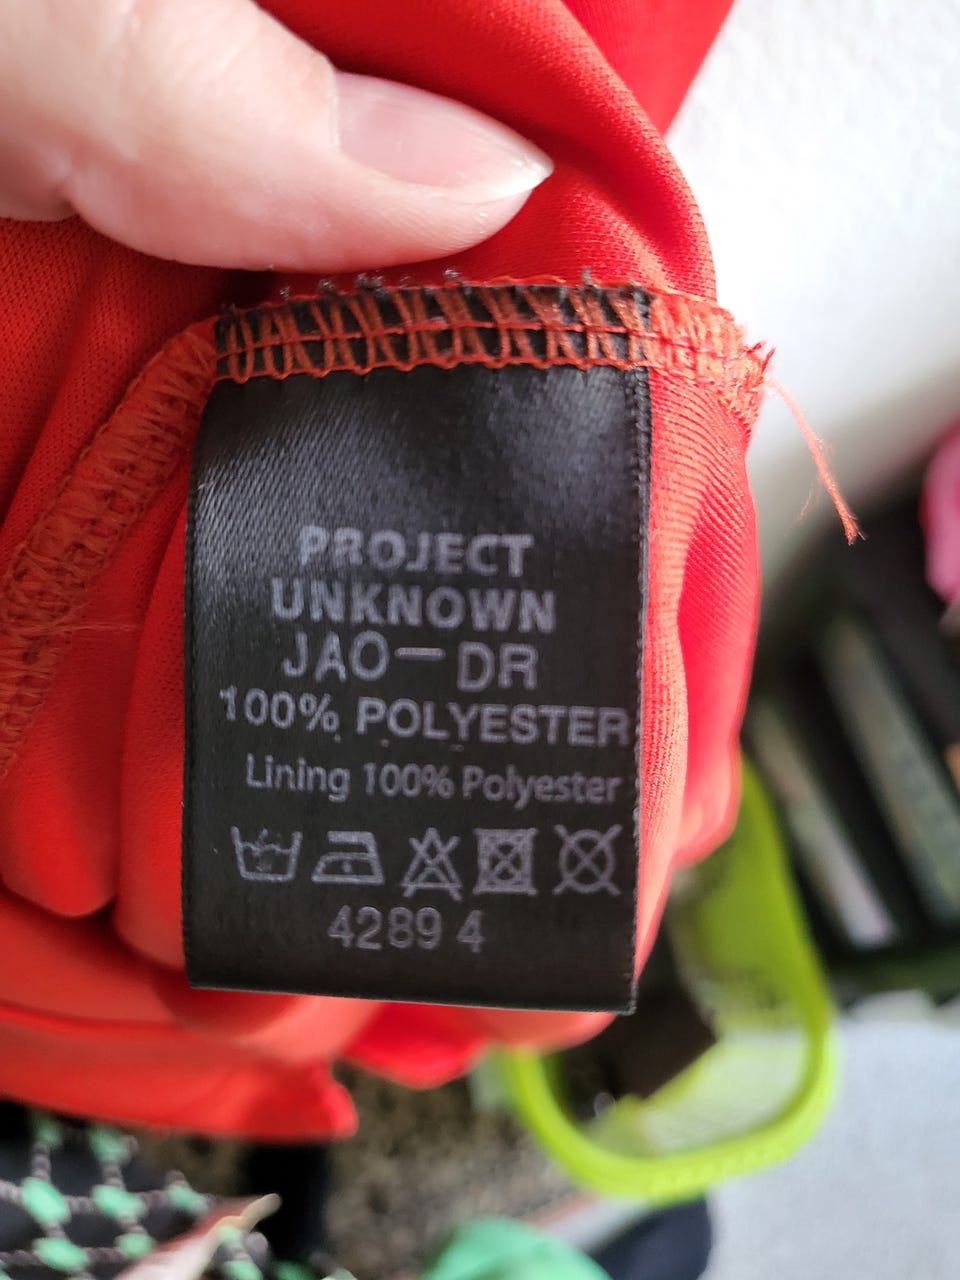 PROJECT
UNKNOWN
JAO-DR
100% POLYESTER
Lining 100% Polyester
4289 4